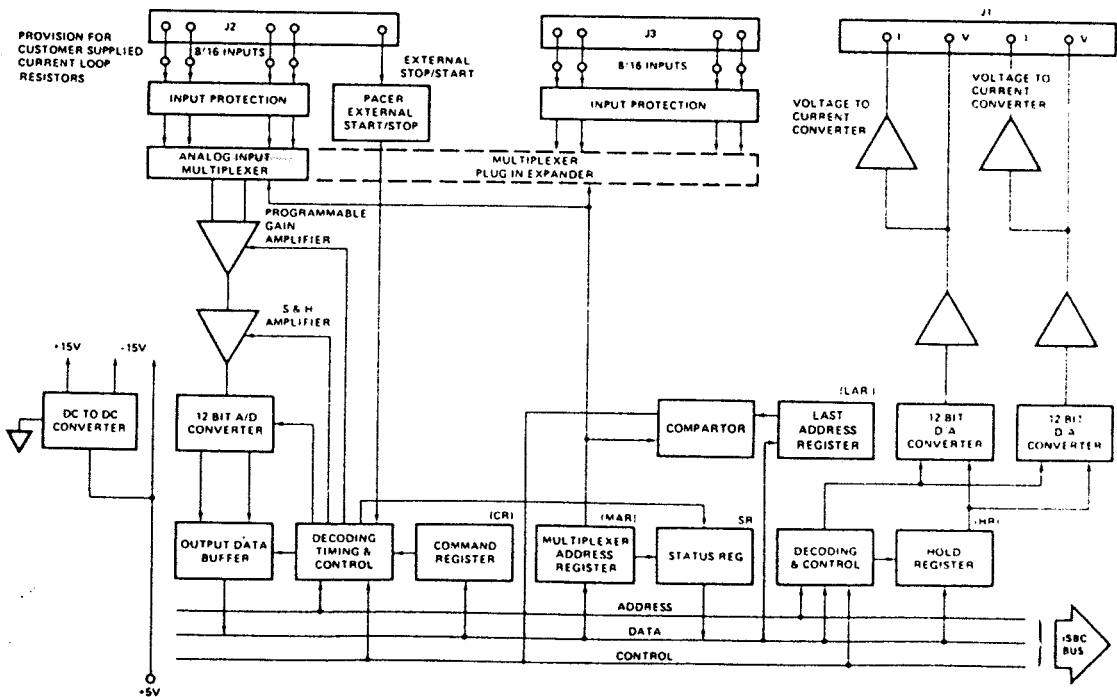 J2
J3
J1
PROVISION FOR
CUSTOMER SUPPLIED
CURRENT LOOP
RESISTORS
8'16 INPUTS
8'16 INPUTS
I
V
I
V
EXTERNAL
STOP/START
INPUT PROTECTION
PACER
EXTERNAL
START/STOP
INPUT PROTECTION
VOLTAGE TO
CURRENT
CONVERTER
VOLTAGE TO
CURRENT
CONVERTER
ANALOG INPUT
MULTIPLEXER
MULTIPLEXER
PLUG IN EXPANDER
PROGRAMMABLE
GAIN
AMPLIFIER
S & H
AMPLIFIER
+15V
-15V
DC TO DC
CONVERTER
12 BIT A/D
CONVERTER
COMPARTOR
(LAR)
LAST
ADDRESS
REGISTER
12 BIT
D/A
CONVERTER
12 BIT
D/A
CONVERTER
OUTPUT DATA
BUFFER
DECODING
TIMING &
CONTROL
(CR)
COMMAND
REGISTER
(MAR)
MULTIPLEXER
ADDRESS
REGISTER
SR
STATUS REG
DECODING
& CONTROL
(HR)
HOLD
REGISTER
ADDRESS
DATA
CONTROL
iSBC
BUS
+5V